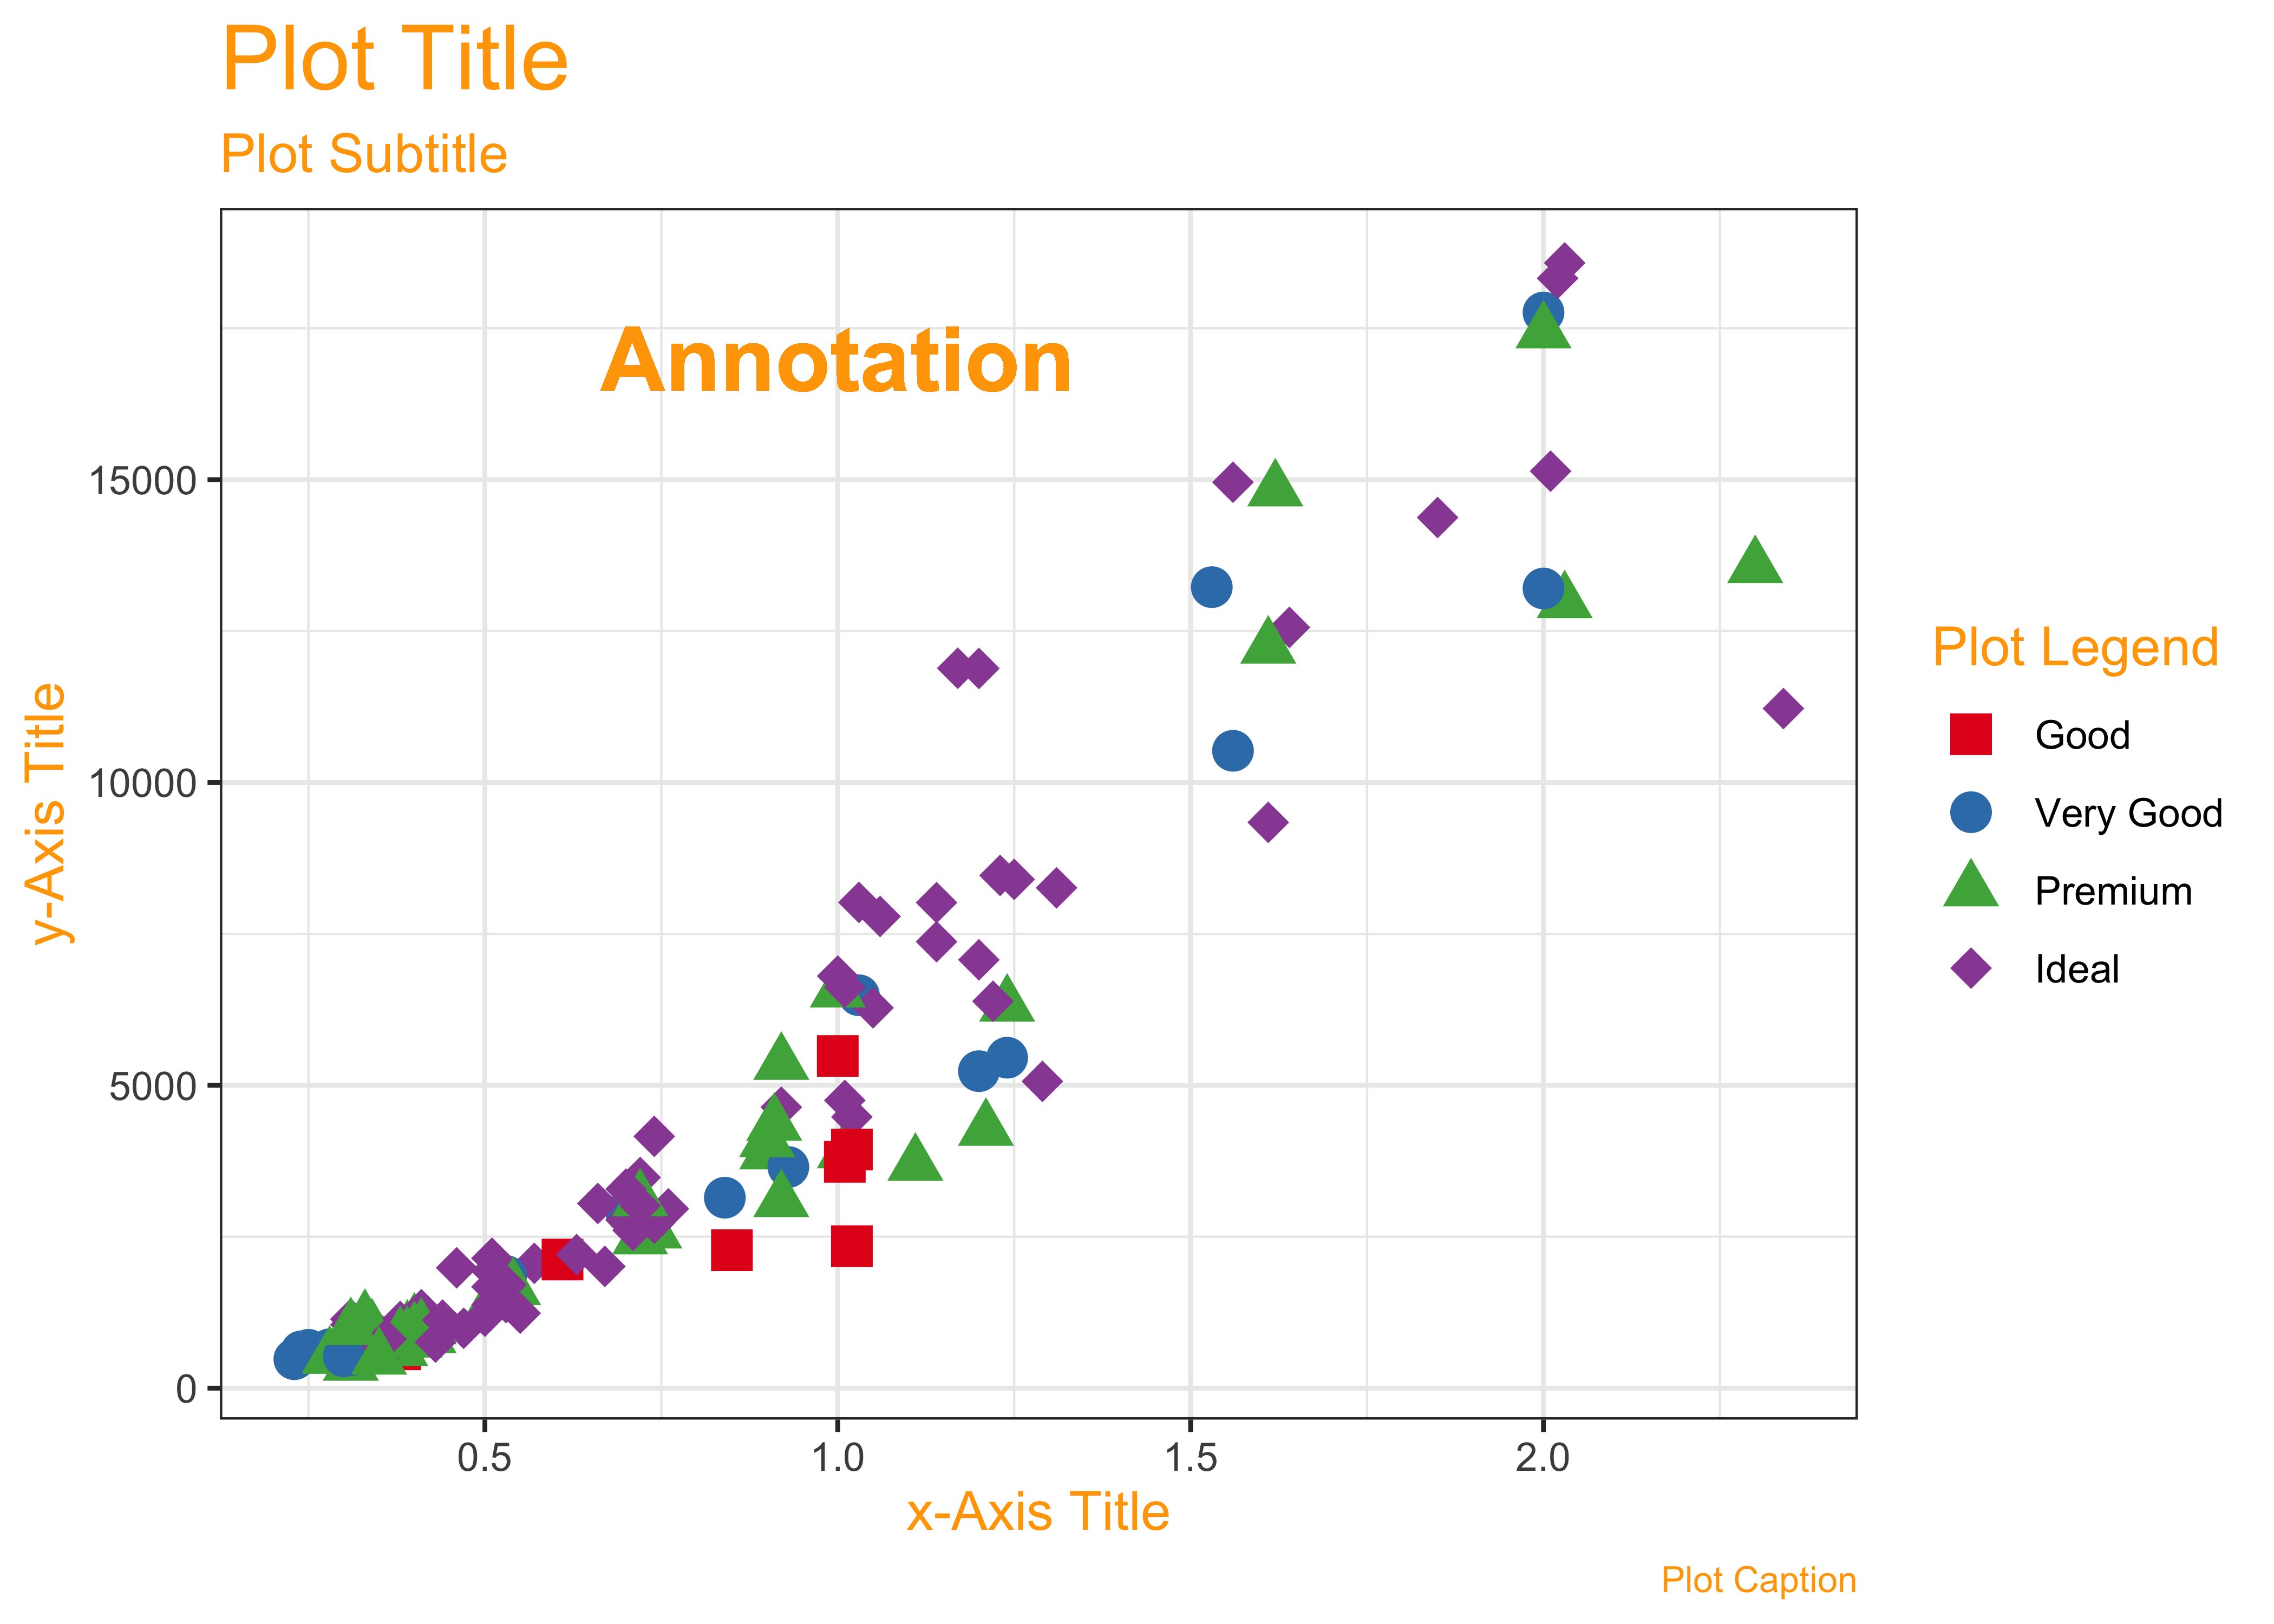 Plot Title
Plot Subtitle
Annotation
15000
10000
5000
0
y-Axis Title
0.5 1.0 1.5 2.0
x-Axis Title
Plot Legend
Good
Very Good
Premium
Ideal
Plot Caption